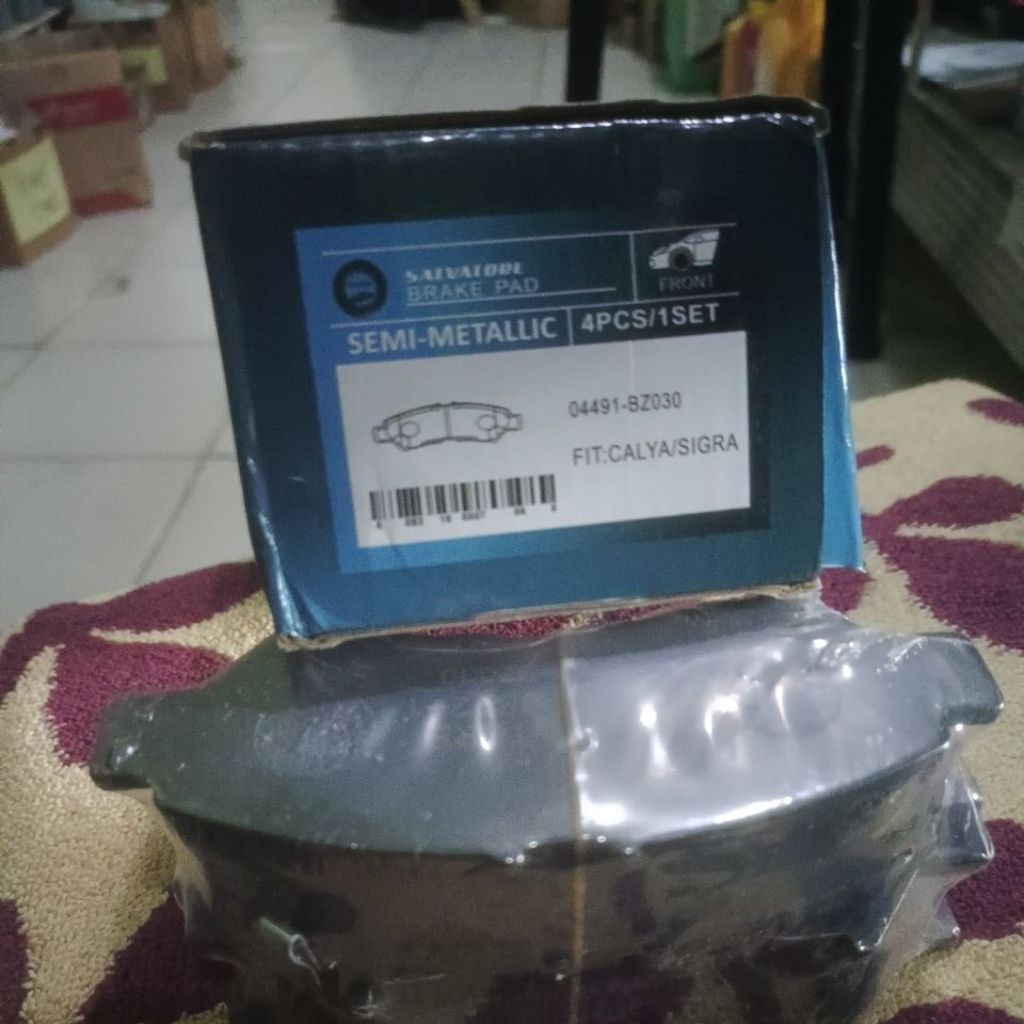 SALVATORE
BRAKE PAD
FRONT
SEMI-METALLIC
4PCS/1SET
04491-BZ030
FIT:CALYA/SIGRA